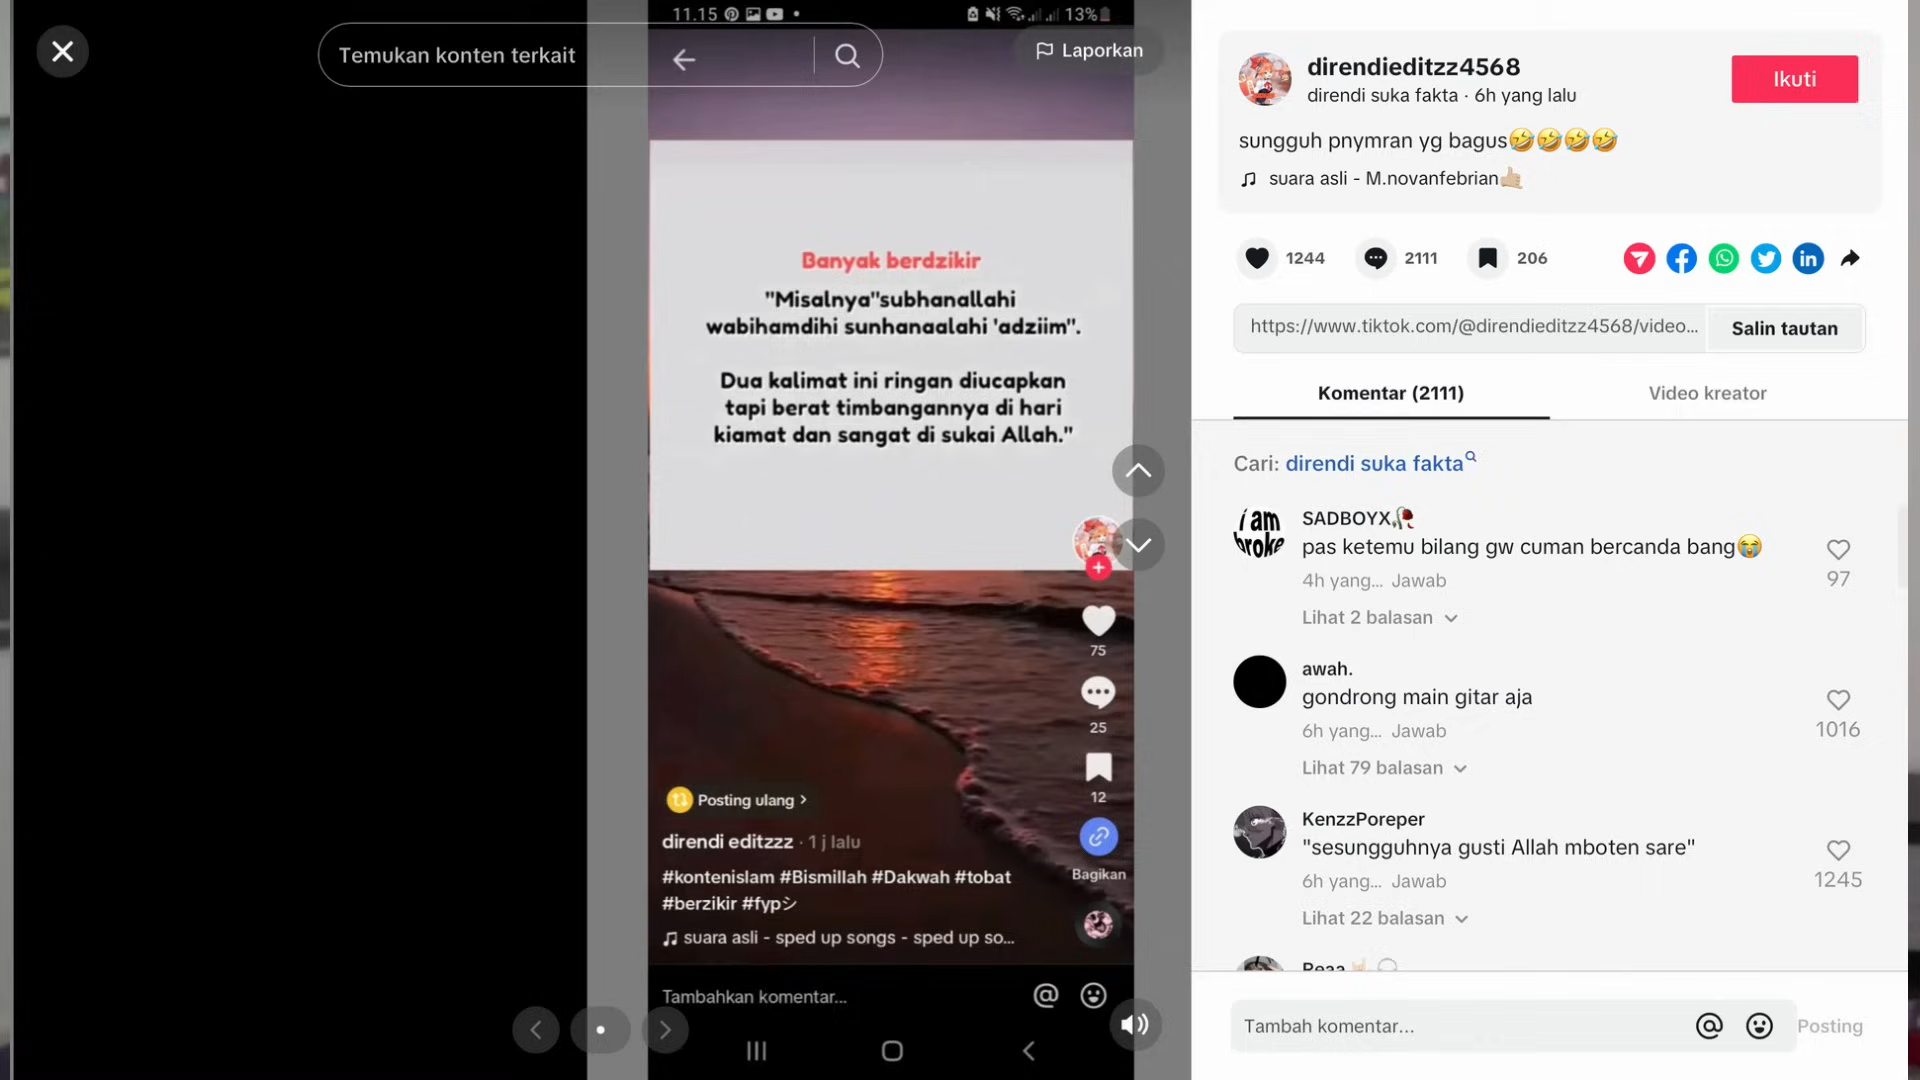 11.15
13%
Temukan konten terkait
Laporkan
Banyak berdzikir
"Misalnya"subhanallahi
wabihamdihi sunhanaalahi 'adziim".
Dua kalimat ini ringan diucapkan
tapi berat timbangannya di hari
kiamat dan sangat di sukai Allah."
75
25
12
Bagikan
Posting ulang >
direndi editzzz · 1 j lalu
#kontenislam #Bismillah #Dakwah #tobat
#berzikir #fypシ
suara asli - sped up songs - sped up so...
Tambahkan komentar...
direndieditzz4568
direndi suka fakta · 6h yang lalu
Ikuti
sungguh pnymran yg bagus🤣🤣🤣🤣
suara asli - M.novanfebrian🤙🏼
1244
2111
206
https://www.tiktok.com/@direndieditzz4568/video...
Salin tautan
Komentar (2111)
Video kreator
Cari: direndi suka fakta
i am
broke
SADBOYX🥀
pas ketemu bilang gw cuman bercanda bang😭
97
4h yang... Jawab
Lihat 2 balasan
awah.
gondrong main gitar aja
1016
6h yang... Jawab
Lihat 79 balasan
KenzzPoreper
"sesungguhnya gusti Allah mboten sare"
1245
6h yang... Jawab
Lihat 22 balasan
Reaa
Tambah komentar...
Posting